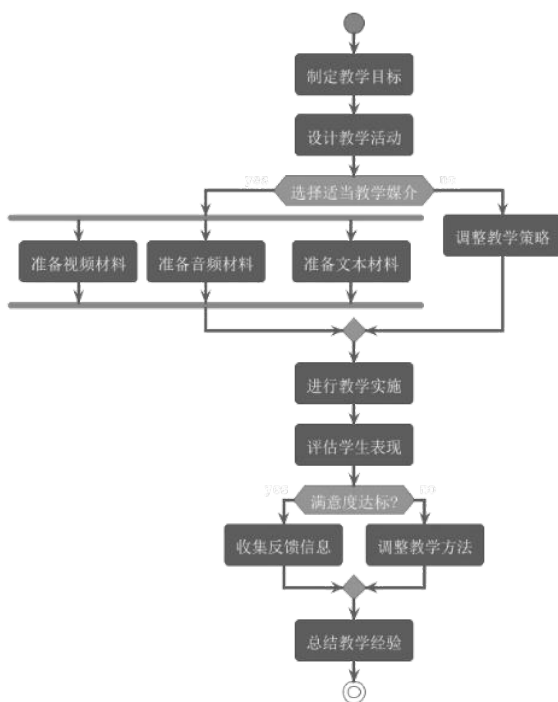 制定教学目标
设计教学活动
yes
选择适当教学媒介
no
准备视频材料
准备音频材料
准备文本材料
调整教学策略
进行教学实施
评估学生表现
yes
满意度达标?
no
收集反馈信息
调整教学方法
总结教学经验